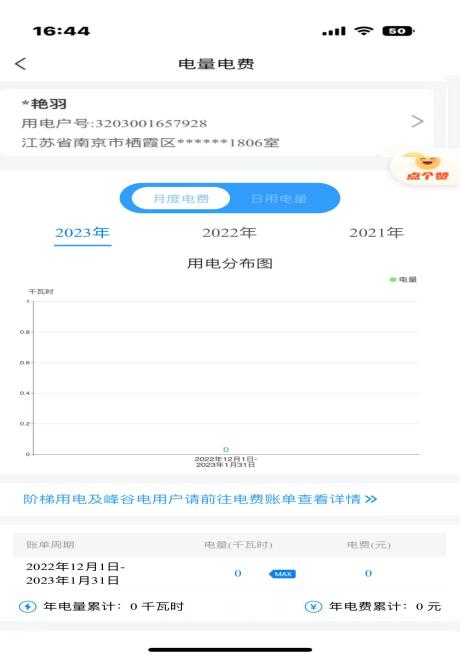 16:44
50
电量电费
*艳羽
用电户号:3203001657928
江苏省南京市栖霞区******1806室
点个赞
月度电费
日用电量
2023年
2022年
2021年
用电分布图
电量
千瓦时
1
0.8
0.6
0.4
0.2
0
0
2022年12月1日-
2023年1月31日
阶梯用电及峰谷电用户请前往电费账单查看详情
账单周期 电量(千瓦时) 电费(元)
2022年12月1日-
2023年1月31日
0 MAX 0
年电量累计：0 千瓦时
年电费累计：0 元